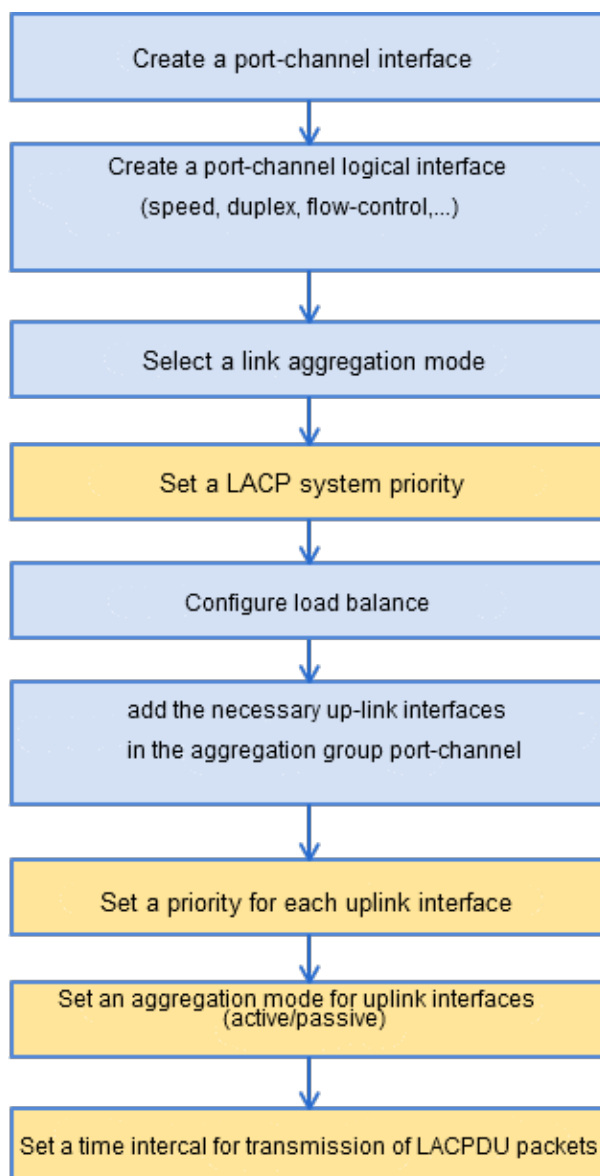 Create a port-channel interface
Create a port-channel logical interface
(speed, duplex, flow-control,...)
Select a link aggregation mode
Set a LACP system priority
Configure load balance
add the necessary up-link interfaces
in the aggregation group port-channel
Set a priority for each uplink interface
Set an aggregation mode for uplink interfaces
(active/passive)
Set a time intercal for transmission of LACPDU packets